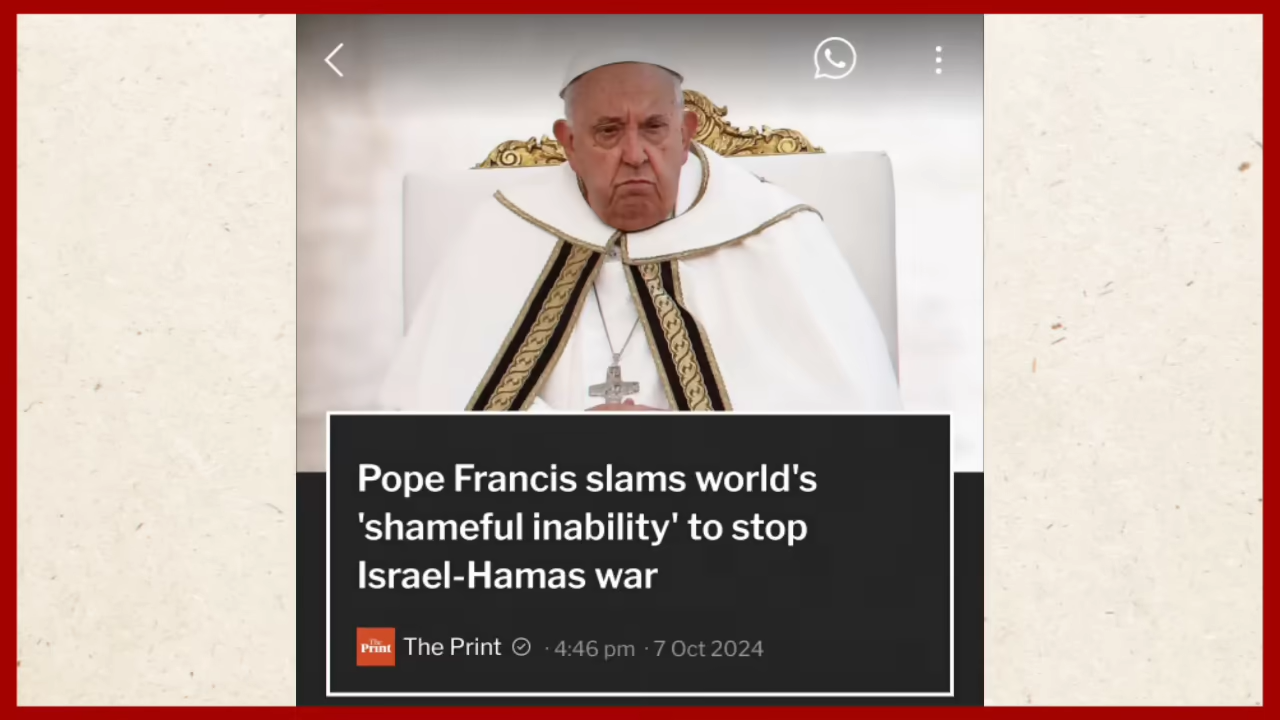 Pope Francis slams world's
'shameful inability' to stop
Israel-Hamas war
The Print
The Print · 4:46 pm · 7 Oct 2024